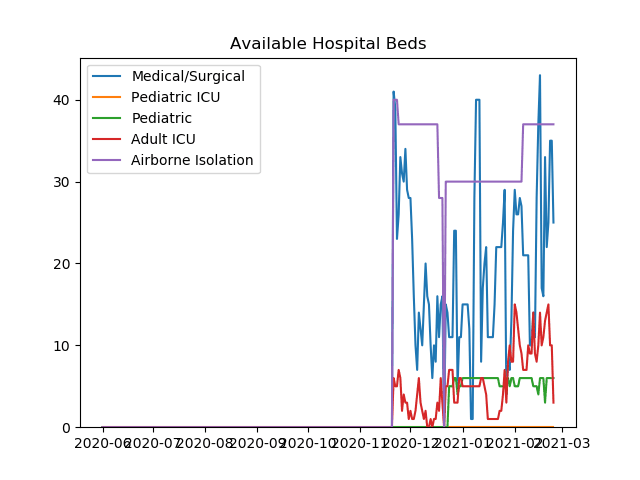 Available Hospital Beds
Medical/Surgical
Pediatric ICU
Pediatric
Adult ICU
Airborne Isolation
40
30
20
10
0
2020-06 2020-07 2020-08 2020-09 2020-10 2020-11 2020-12 2021-01 2021-02 2021-03